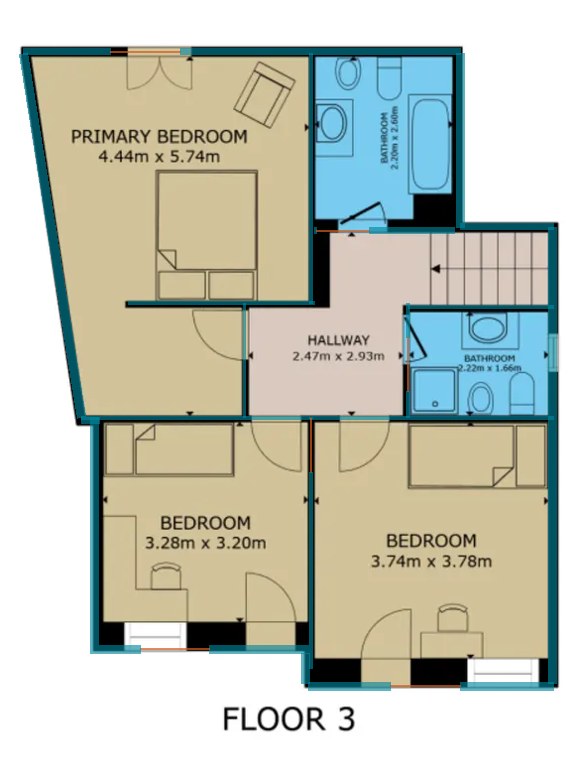 PRIMARY BEDROOM
4.44m x 5.74m
BATHROOM
2.20m x 2.60m
HALLWAY
2.47m x 2.93m
BATHROOM
2.22m x 1.66m
BEDROOM
3.28m x 3.20m
BEDROOM
3.74m x 3.78m
FLOOR 3